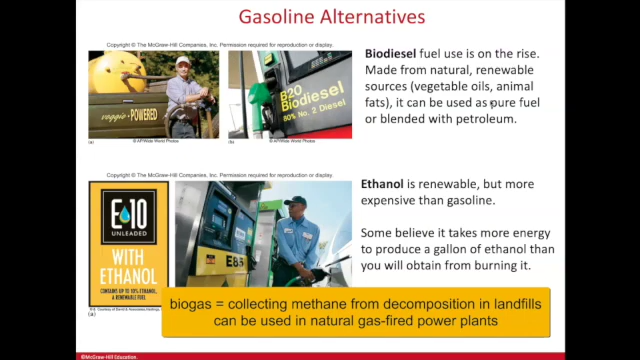 Gasoline Alternatives
Copyright © The McGraw-Hill Companies, Inc. Permission required for reproduction or display.
veggie-POWERED
B20
Biodiesel
80% No. 2 Diesel
(a)
© AP/Wide World Photos
(b)
© AP/Wide World Photos
Biodiesel fuel use is on the rise.
Made from natural, renewable
sources (vegetable oils, animal
fats), it can be used as pure fuel
or blended with petroleum.
Copyright © The McGraw-Hill Companies, Inc. Permission required for reproduction or display.
E-10
UNLEADED
WITH
ETHANOL
CONTAINS UP TO 10% ETHANOL,
A RENEWABLE FUEL
E85
(a)
Ethanol is renewable, but more
expensive than gasoline.
Some believe it takes more energy
to produce a gallon of ethanol than
you will obtain from burning it.
biogas = collecting methane from decomposition in landfills
can be used in natural gas-fired power plants
©McGraw-Hill Education.